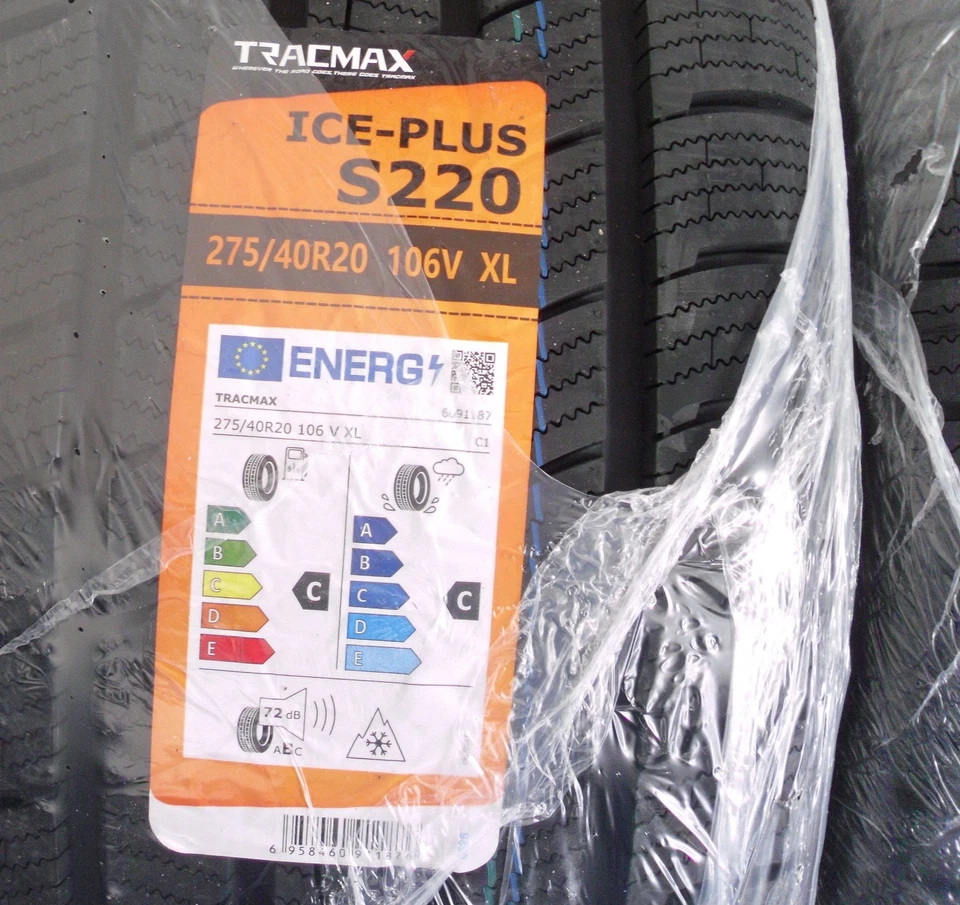 TRACMAX
WHEREVER THE ROAD GOES, THERE GOES TRACMAX
ICE-PLUS
S220
275/40R20 106V XL
ENERG
TRACMAX
275/40R20 106 V XL
C1
A
B
C
D
E
C
A
B
C
D
E
C
72 dB
ABC